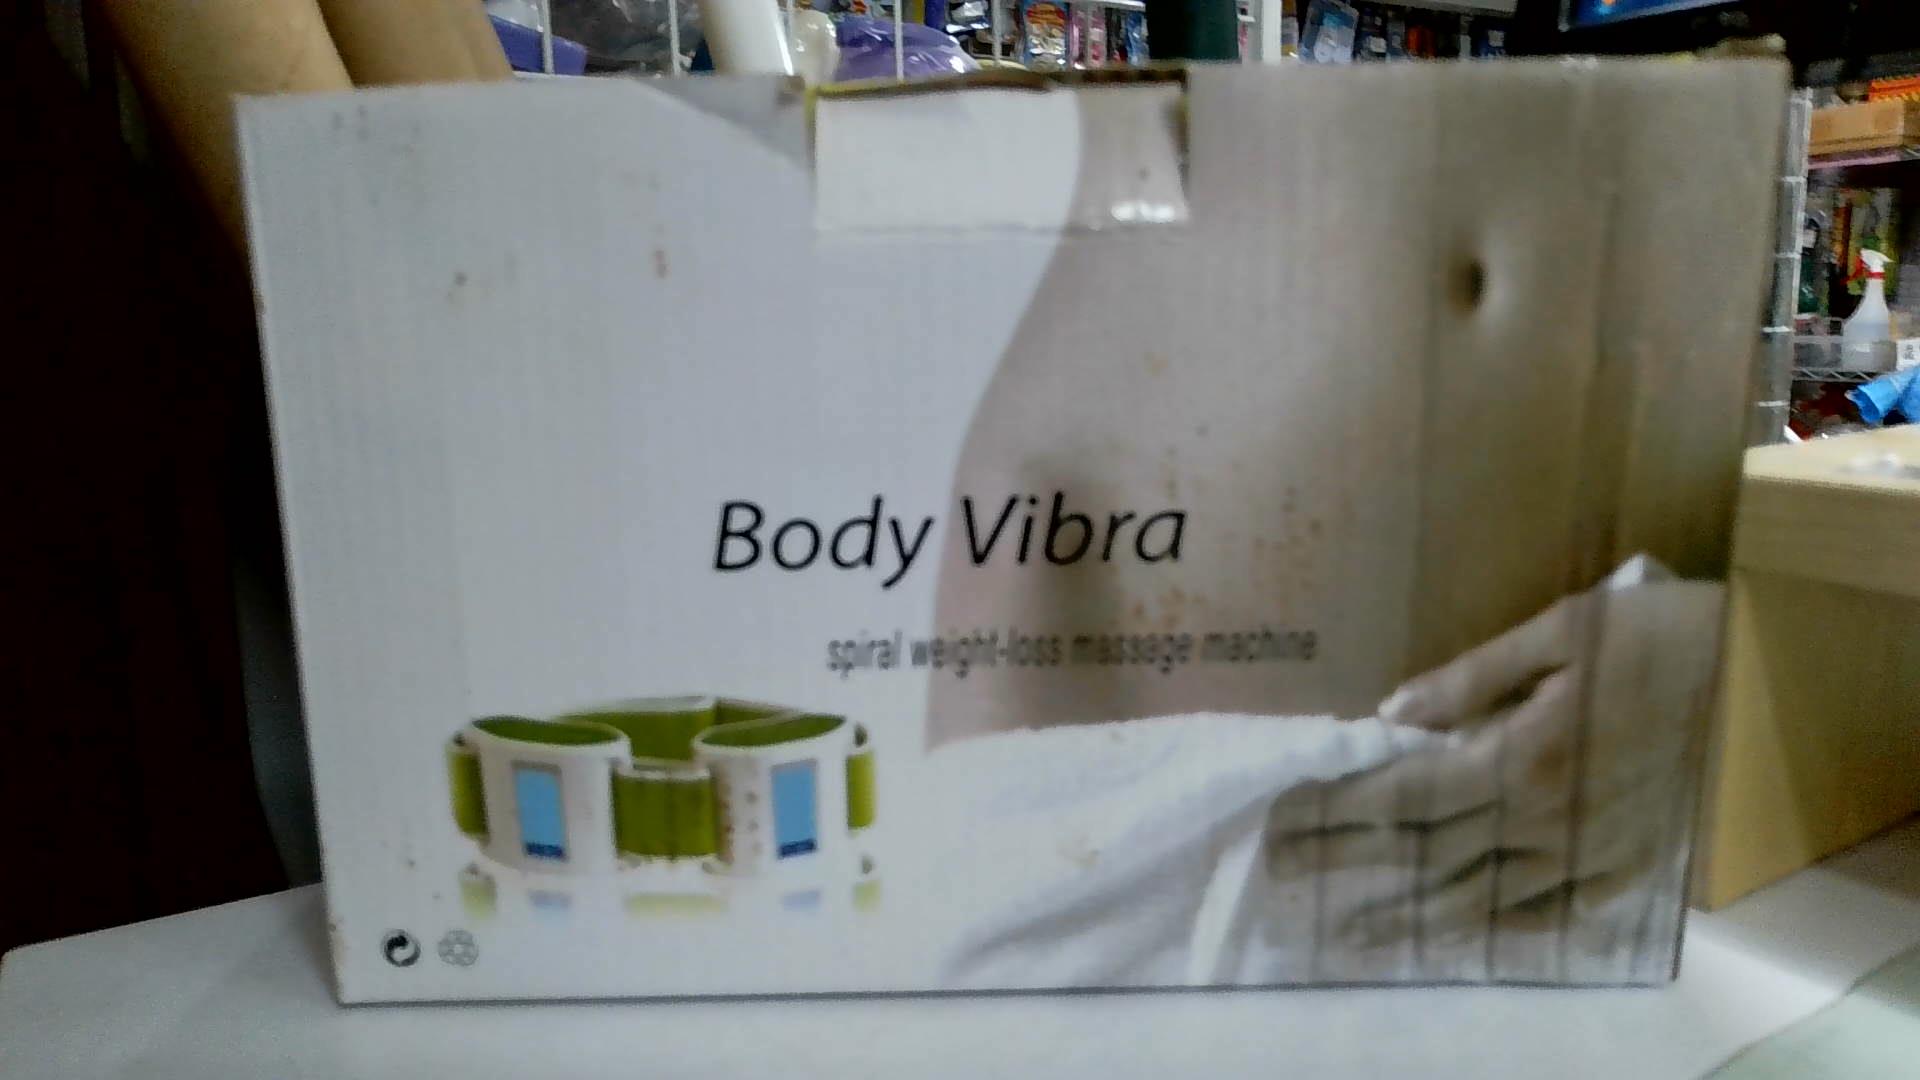 Body Vibra
spiral weight-loss massage machine